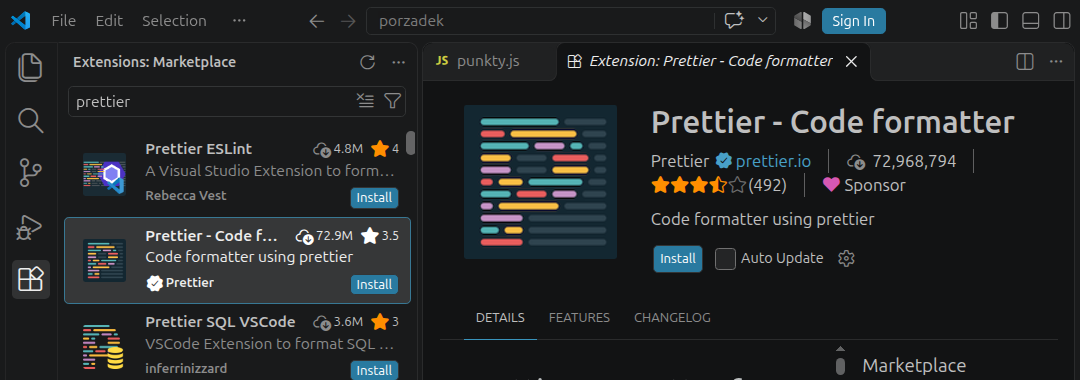 File Edit Selection ··· porzadek Sign In
Extensions: Marketplace
prettier
Prettier ESLint 4.8M 4
A Visual Studio Extension to form...
Rebecca Vest Install
Prettier - Code f... 72.9M 3.5
Code formatter using prettier
Prettier Install
Prettier SQL VSCode 3.6M 3
VSCode Extension to format SQL ...
inferrinizzard Install
JS punkty.js Extension: Prettier - Code formatter
Prettier - Code formatter
Prettier prettier.io 72,968,794
(492) Sponsor
Code formatter using prettier
Install Auto Update
DETAILS FEATURES CHANGELOG
Marketplace